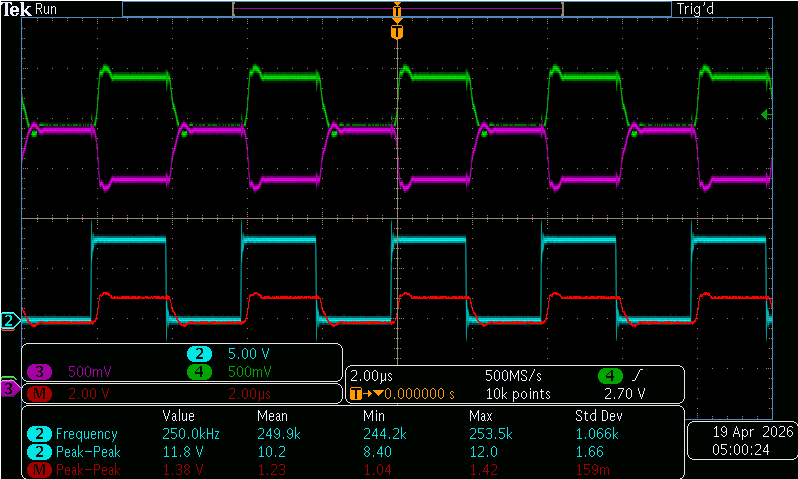 Tek Run Trig'd
T
T
2
3
2 5.00 V
3 500mV 4 500mV
M 2.00 V 2.00µs
2.00µs 500MS/s 4
T 0.000000 s 10k points 2.70 V
Value Mean Min Max Std Dev
2 Frequency 250.0kHz 249.9k 244.2k 253.5k 1.066k
2 Peak-Peak 11.8 V 10.2 8.40 12.0 1.66
M Peak-Peak 1.38 V 1.23 1.04 1.42 159m
19 Apr 2026
05:00:24